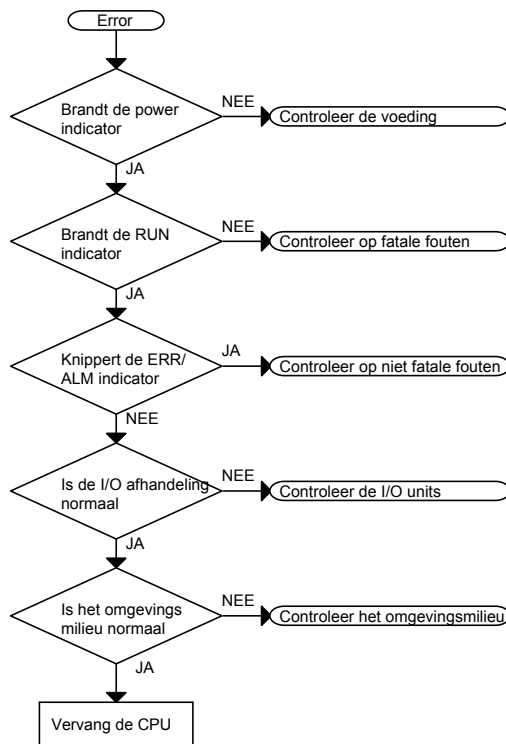 Error
Brandt de power
indicator
NEE
Controleer de voeding
JA
Brandt de RUN
indicator
NEE
Controleer op fatale fouten
JA
Knippert de ERR/
ALM indicator
JA
Controleer op niet fatale fouten
NEE
Is de I/O afhandeling
normaal
NEE
Controleer de I/O units
JA
Is het omgevings
milieu normaal
NEE
Controleer het omgevingsmilieu
JA
Vervang de CPU